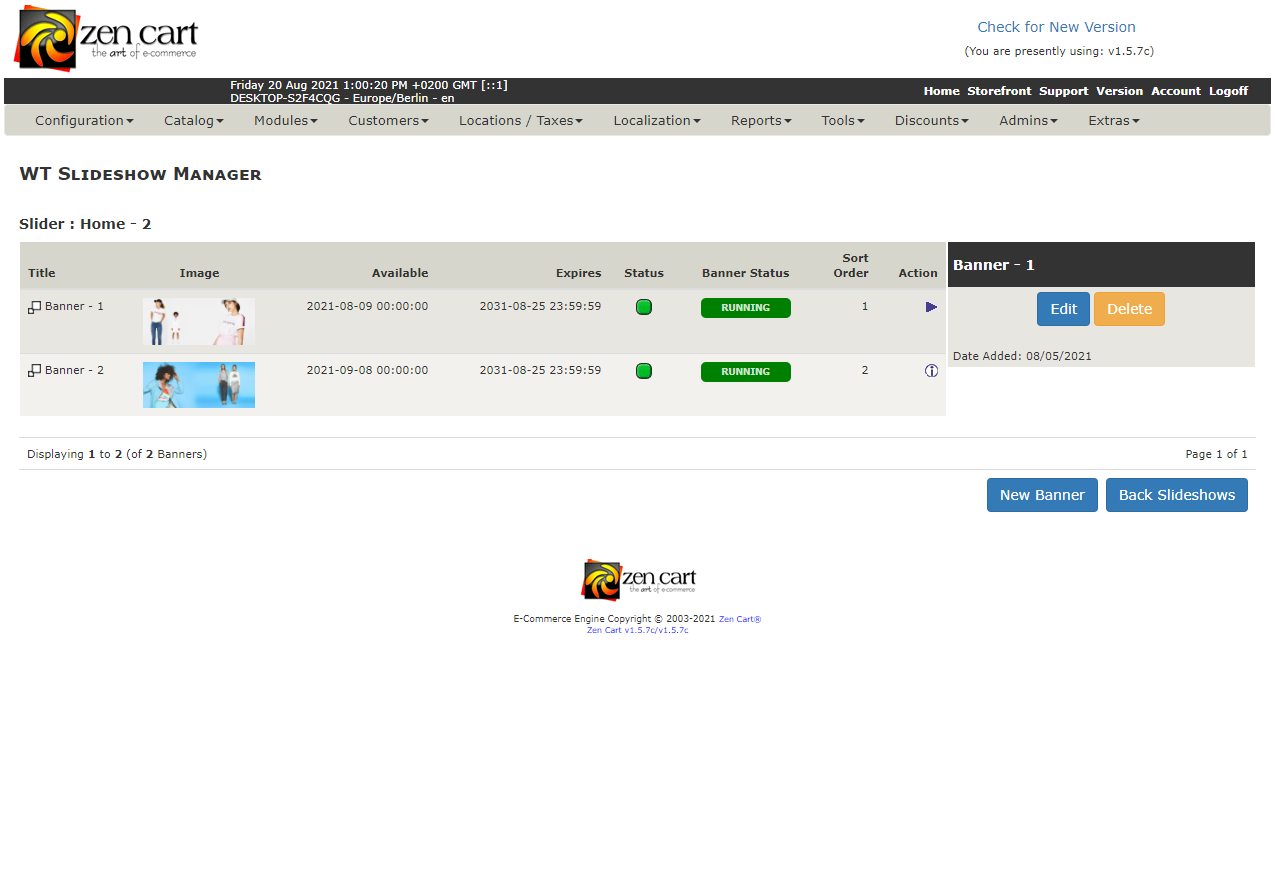 zen cart
the art of e-commerce
Check for New Version
(You are presently using: v1.5.7c)
Friday 20 Aug 2021 1:00:20 PM +0200 GMT [::1]
DESKTOP-S2F4CQG - Europe/Berlin - en
Home Storefront Support Version Account Logoff
Configuration Catalog Modules Customers Locations / Taxes Localization Reports Tools Discounts Admins Extras
WT Slideshow Manager
Slider : Home - 2
Title Image Available Expires Status Banner Status Sort Order Action
Banner - 1 2021-08-09 00:00:00 2031-08-25 23:59:59 RUNNING 1
Banner - 2 2021-09-08 00:00:00 2031-08-25 23:59:59 RUNNING 2
Banner - 1
Edit Delete
Date Added: 08/05/2021
Displaying 1 to 2 (of 2 Banners) Page 1 of 1
New Banner Back Slideshows
zen cart
the art of e-commerce
E-Commerce Engine Copyright © 2003-2021 Zen Cart®
Zen Cart v1.5.7c/v1.5.7c